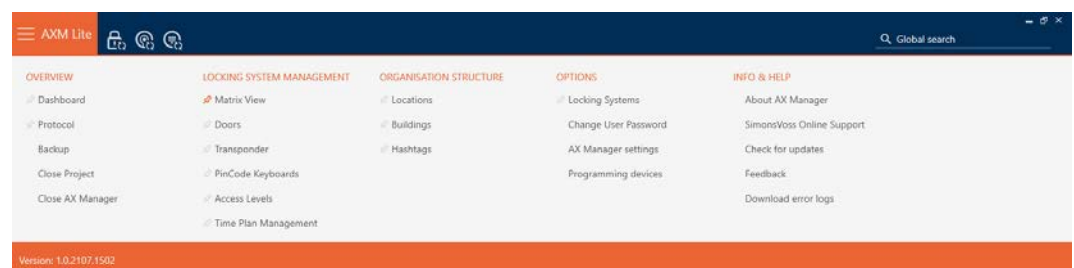 AXM Lite
Global search
OVERVIEW
Dashboard
Protocol
Backup
Close Project
Close AX Manager
LOCKING SYSTEM MANAGEMENT
Matrix View
Doors
Transponder
PinCode Keyboards
Access Levels
Time Plan Management
ORGANISATION STRUCTURE
Locations
Buildings
Hashtags
OPTIONS
Locking Systems
Change User Password
AX Manager settings
Programming devices
INFO & HELP
About AX Manager
SimonsVoss Online Support
Check for updates
Feedback
Download error logs
Version: 1.0.2107.1502